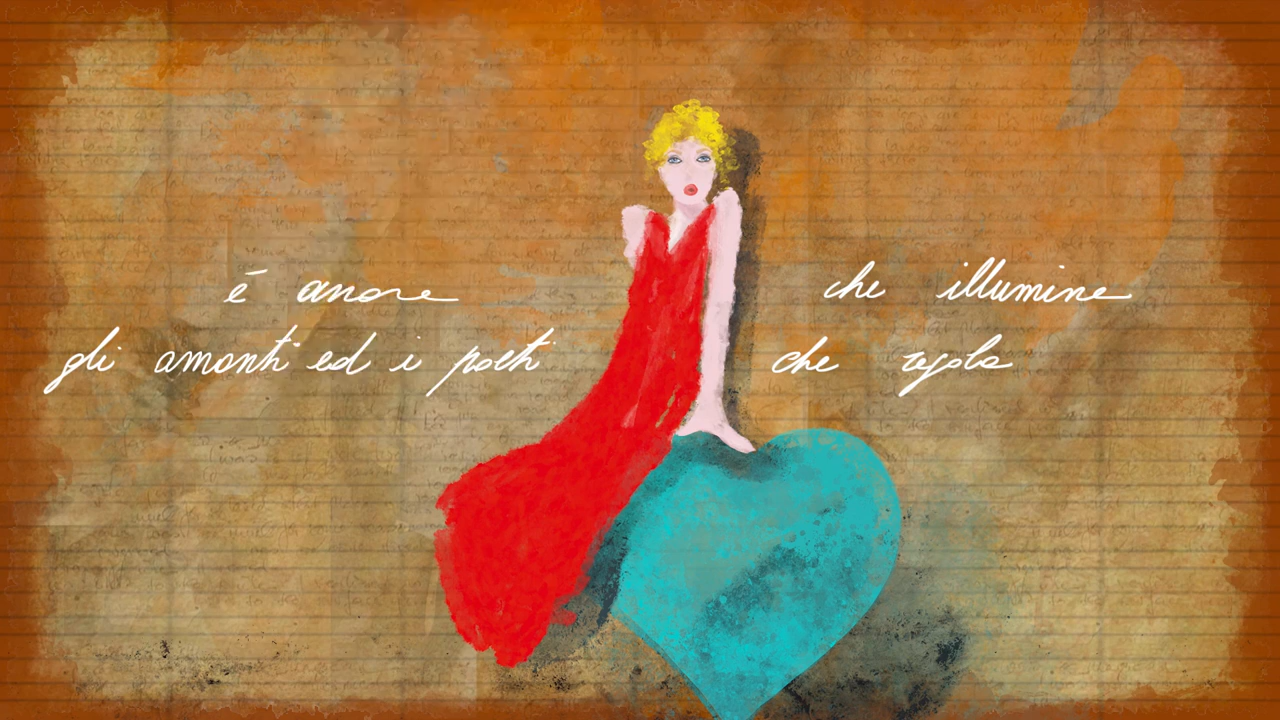 è amore che illumina
gli amanti ed i poeti che regola